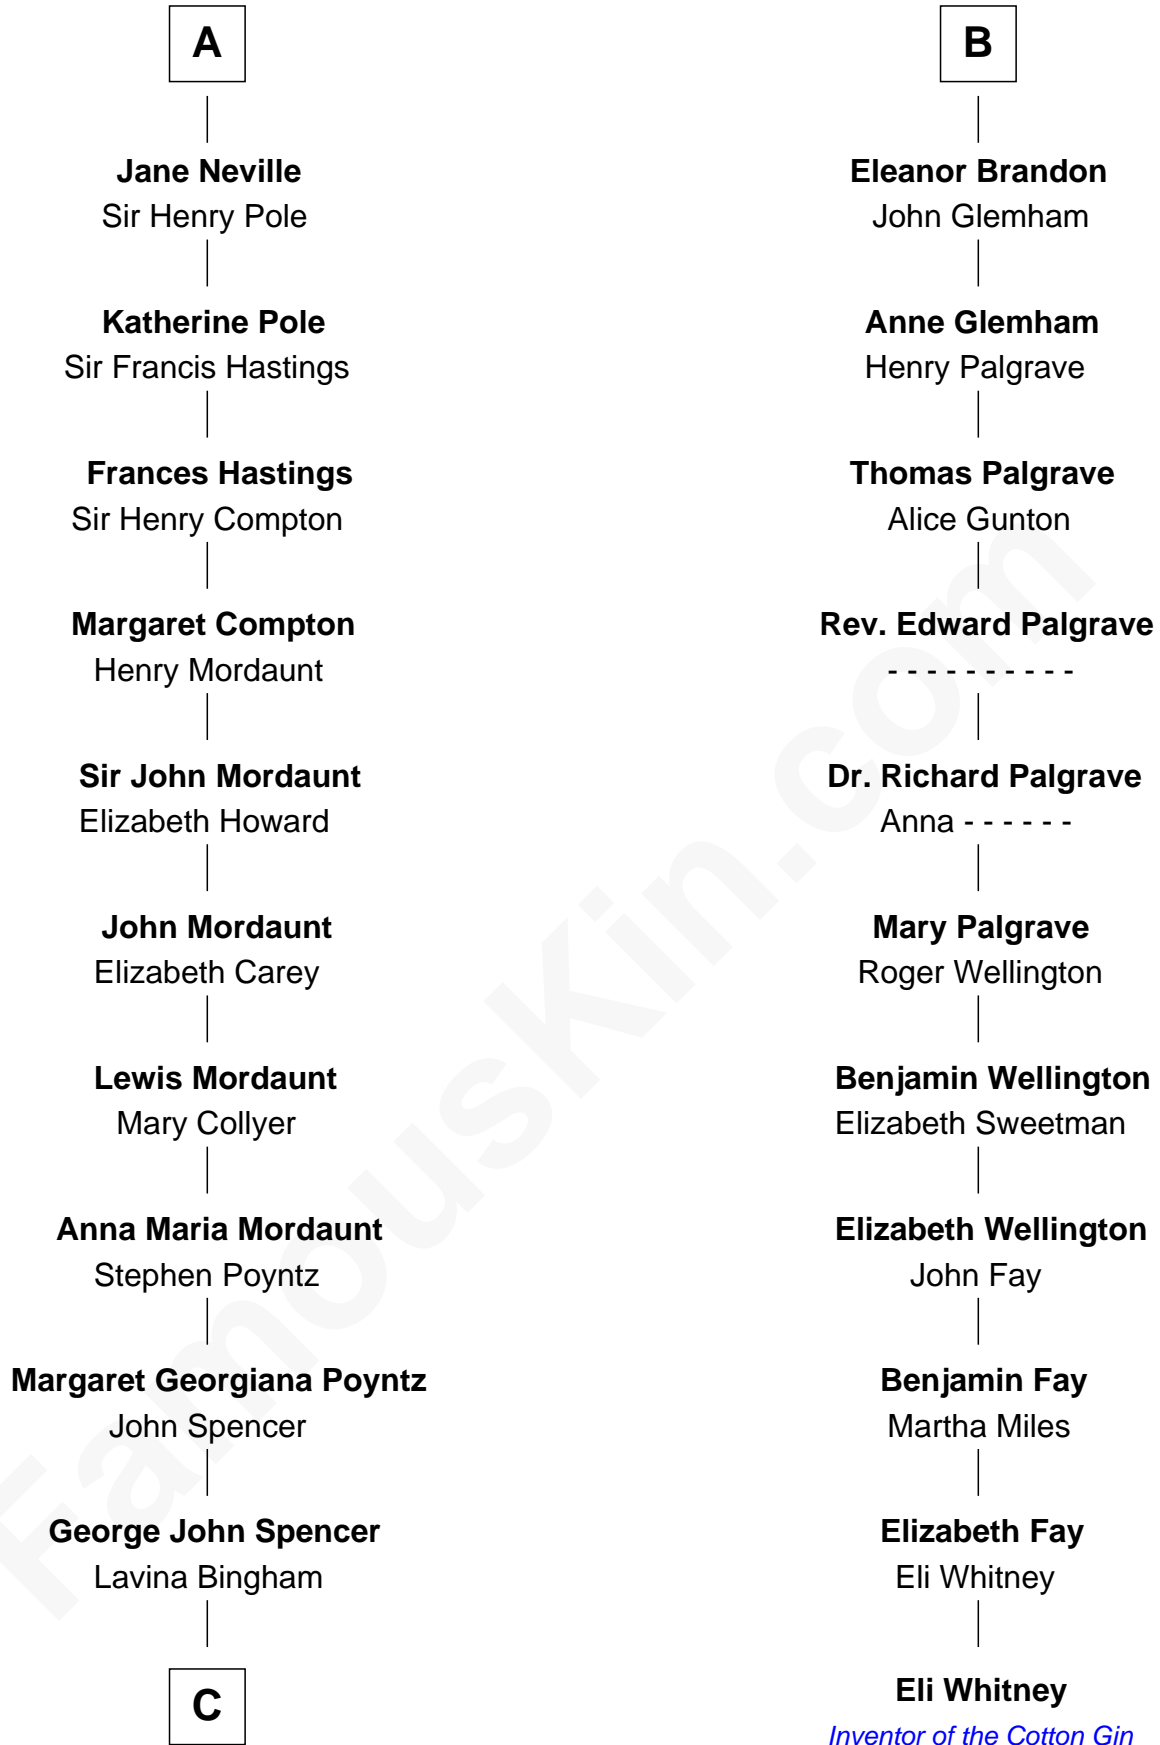 A
Jane Neville
Sir Henry Pole
Katherine Pole
Sir Francis Hastings
Frances Hastings
Sir Henry Compton
Margaret Compton
Henry Mordaunt
Sir John Mordaunt
Elizabeth Howard
John Mordaunt
Elizabeth Carey
Lewis Mordaunt
Mary Collyer
Anna Maria Mordaunt
Stephen Poyntz
Margaret Georgiana Poyntz
John Spencer
George John Spencer
Lavina Bingham
C
B
Eleanor Brandon
John Glemham
Anne Glemham
Henry Palgrave
Thomas Palgrave
Alice Gunton
Rev. Edward Palgrave
- - - - - - - - - -
Dr. Richard Palgrave
Anna - - - - - -
Mary Palgrave
Roger Wellington
Benjamin Wellington
Elizabeth Sweetman
Elizabeth Wellington
John Fay
Benjamin Fay
Martha Miles
Elizabeth Fay
Eli Whitney
Eli Whitney
Inventor of the Cotton Gin
FamousKin.com